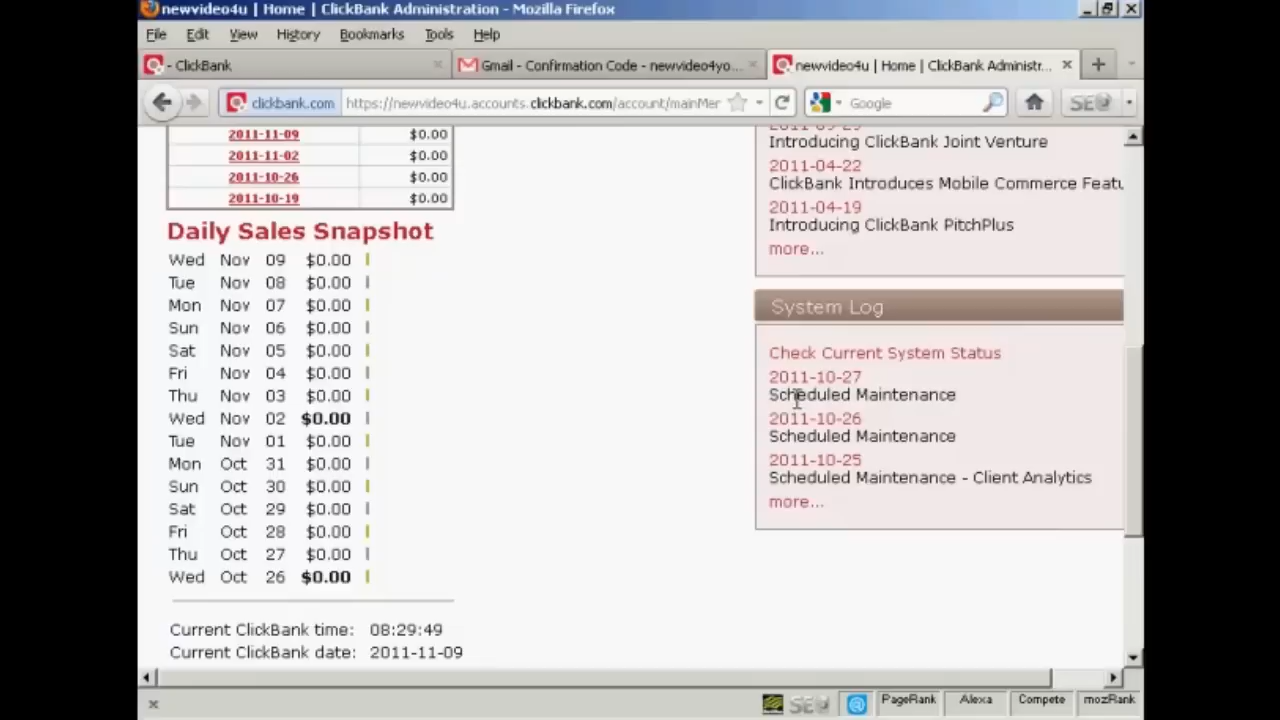 newvideo4u | Home | ClickBank Administration - Mozilla Firefox
File Edit View History Bookmarks Tools Help
- ClickBank
Gmail - Confirmation Code - newvideo4yo...
newvideo4u | Home | ClickBank Administr...
clickbank.com https://newvideo4u.accounts.clickbank.com/account/mainMer
Google
SEO
2011-11-09 $0.00
2011-11-02 $0.00
2011-10-26 $0.00
2011-10-19 $0.00
Daily Sales Snapshot
Wed Nov 09 $0.00
Tue Nov 08 $0.00
Mon Nov 07 $0.00
Sun Nov 06 $0.00
Sat Nov 05 $0.00
Fri Nov 04 $0.00
Thu Nov 03 $0.00
Wed Nov 02 $0.00
Tue Nov 01 $0.00
Mon Oct 31 $0.00
Sun Oct 30 $0.00
Sat Oct 29 $0.00
Fri Oct 28 $0.00
Thu Oct 27 $0.00
Wed Oct 26 $0.00
Current ClickBank time: 08:29:49
Current ClickBank date: 2011-11-09
Introducing ClickBank Joint Venture
2011-04-22
ClickBank Introduces Mobile Commerce Featu
2011-04-19
Introducing ClickBank PitchPlus
more...
System Log
Check Current System Status
2011-10-27
Scheduled Maintenance
2011-10-26
Scheduled Maintenance
2011-10-25
Scheduled Maintenance - Client Analytics
more...
SEO
PageRank Alexa Compete mozRank